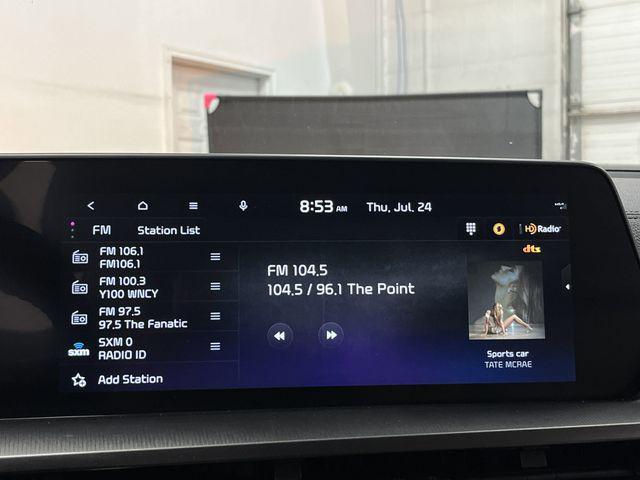 8:53 AM Thu, Jul. 24
FM Station List
HD Radio
dts
FM 106.1
FM106.1
FM 100.3
Y100 WNCY
FM 97.5
97.5 The Fanatic
SXM 0
sxm RADIO ID
Add Station
FM 104.5
104.5 / 96.1 The Point
Sports car
TATE MCRAE